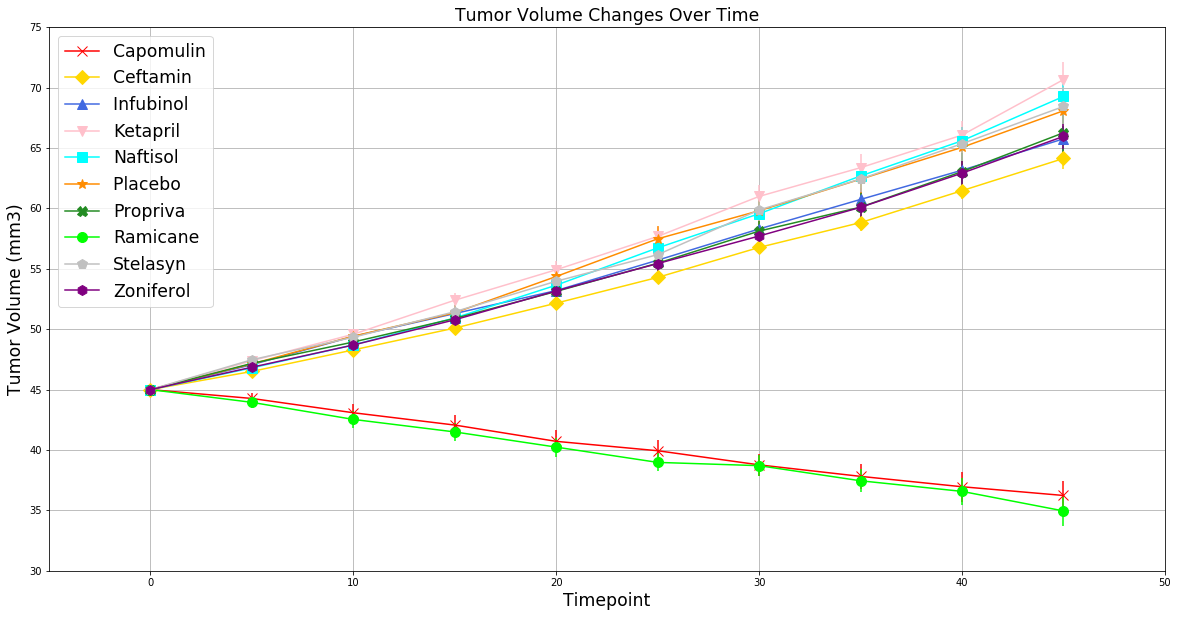 Tumor Volume Changes Over Time
75
70
65
60
55
50
45
40
35
30
Tumor Volume (mm3)
Capomulin
Ceftamin
Infubinol
Ketapril
Naftisol
Placebo
Propriva
Ramicane
Stelasyn
Zoniferol
0 10 20 30 40 50
Timepoint